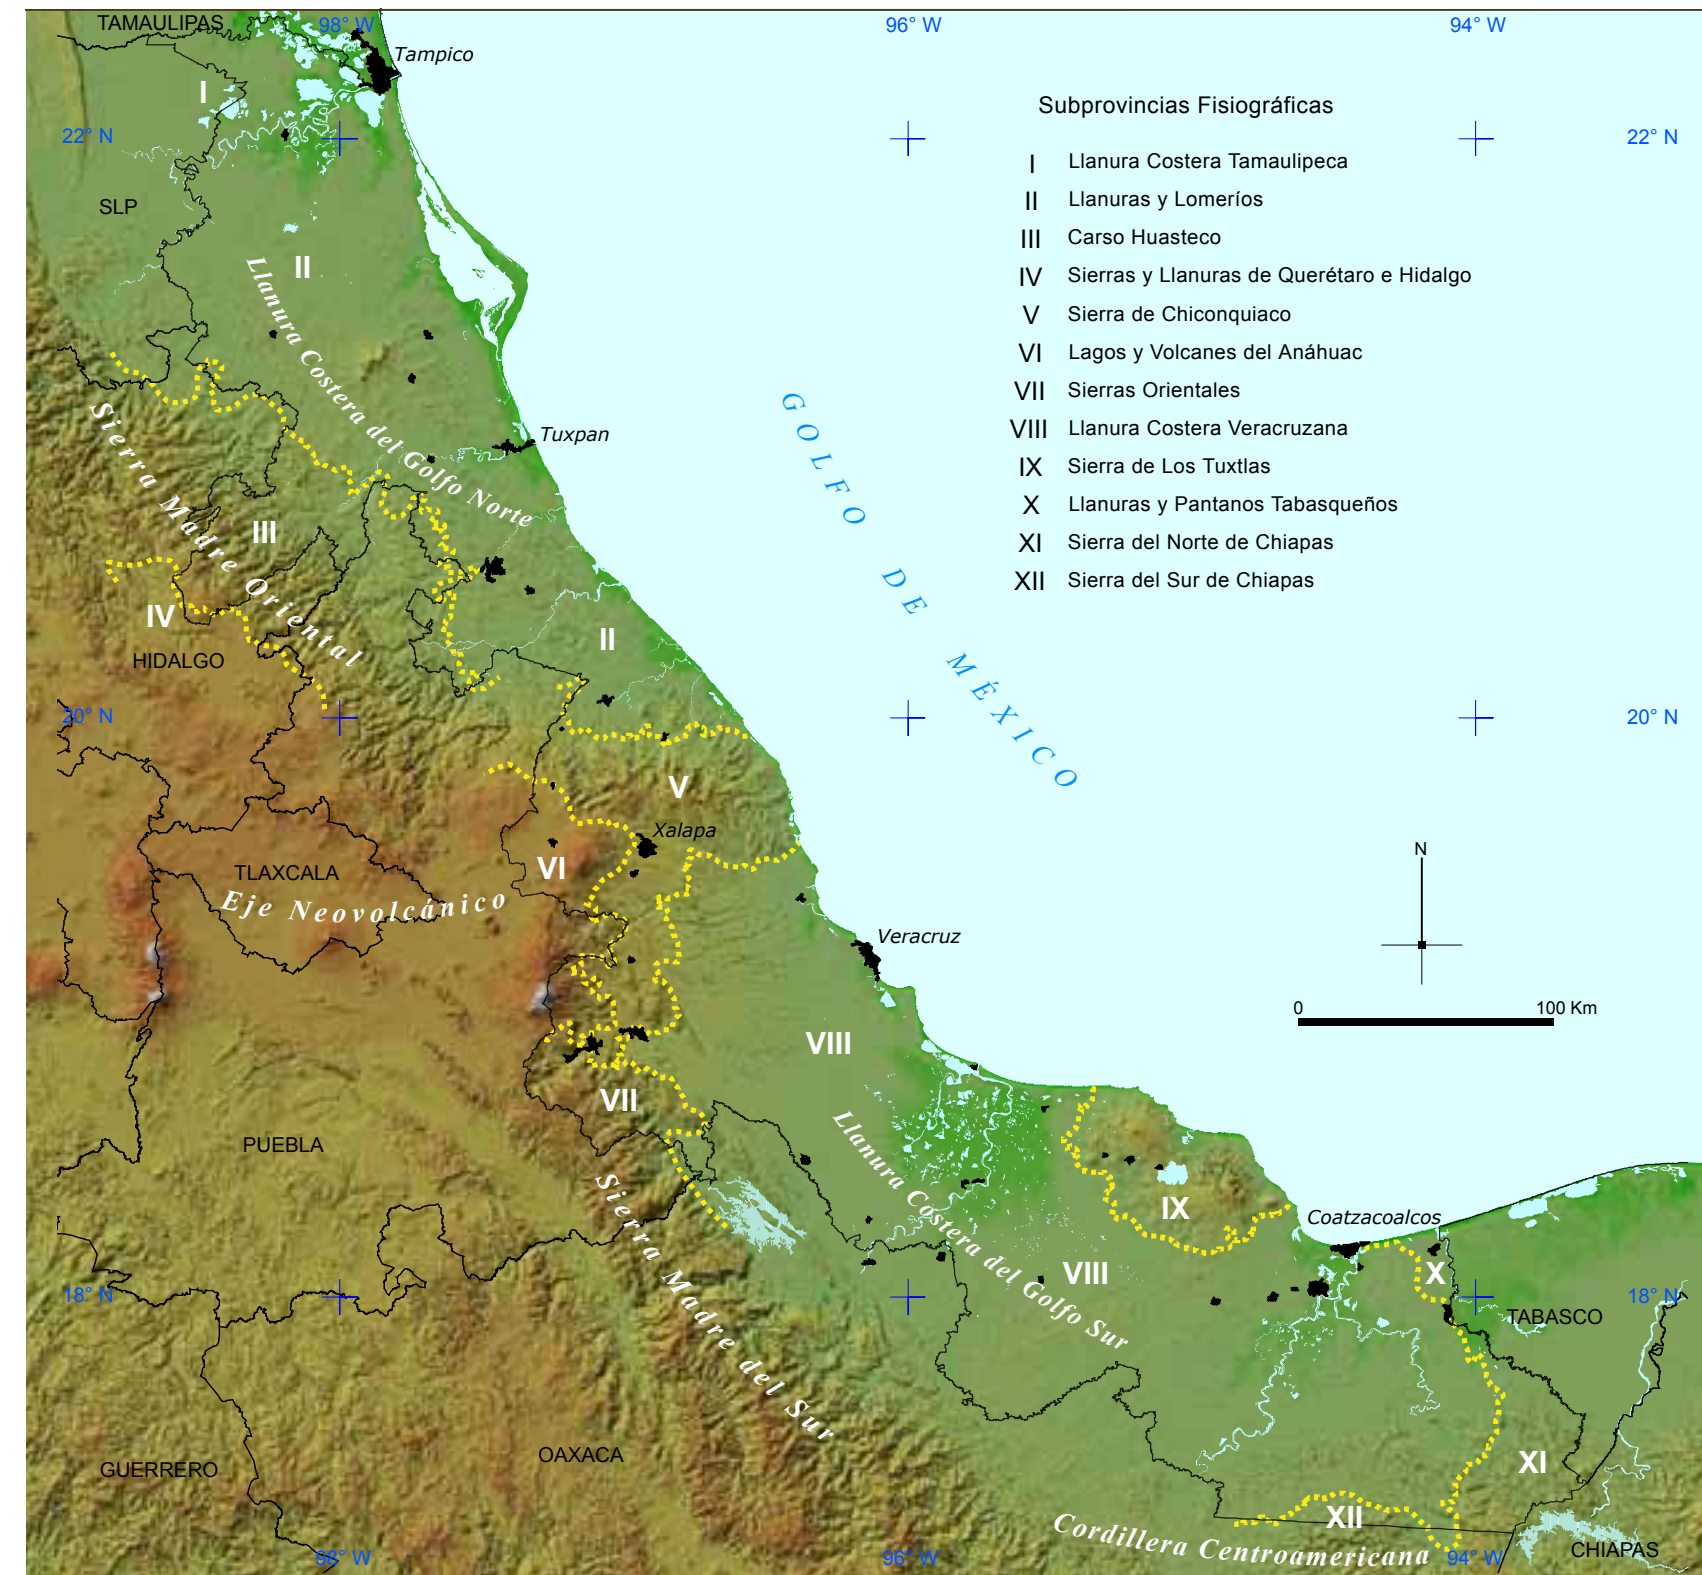 TAMAULIPAS
98° W
96° W
94° W
Tampico
I
22° N
22° N
SLP
II
Llanura Costera del Golfo Norte
Subprovincias Fisiográficas
I Llanura Costera Tamaulipeca
II Llanuras y Lomeríos
III Carso Huasteco
IV Sierras y Llanuras de Querétaro e Hidalgo
V Sierra de Chiconquiaco
VI Lagos y Volcanes del Anáhuac
VII Sierras Orientales
VIII Llanura Costera Veracruzana
IX Sierra de Los Tuxtlas
X Llanuras y Pantanos Tabasqueños
XI Sierra del Norte de Chiapas
XII Sierra del Sur de Chiapas
GOLFO DE MÉXICO
Tuxpan
Sierra Madre Oriental
III
IV
HIDALGO
II
20° N
20° N
V
Xalapa
VI
TLAXCALA
Eje Neovolcánico
N
Veracruz
0 100 Km
VIII
VII
PUEBLA
Llanura Costera del Golfo Sur
Sierra Madre del Sur
IX
Coatzacoalcos
VIII
X
18° N
18° N
TABASCO
OAXACA
GUERRERO
XI
XII
Cordillera Centroamericana
CHIAPAS
98° W
96° W
94° W